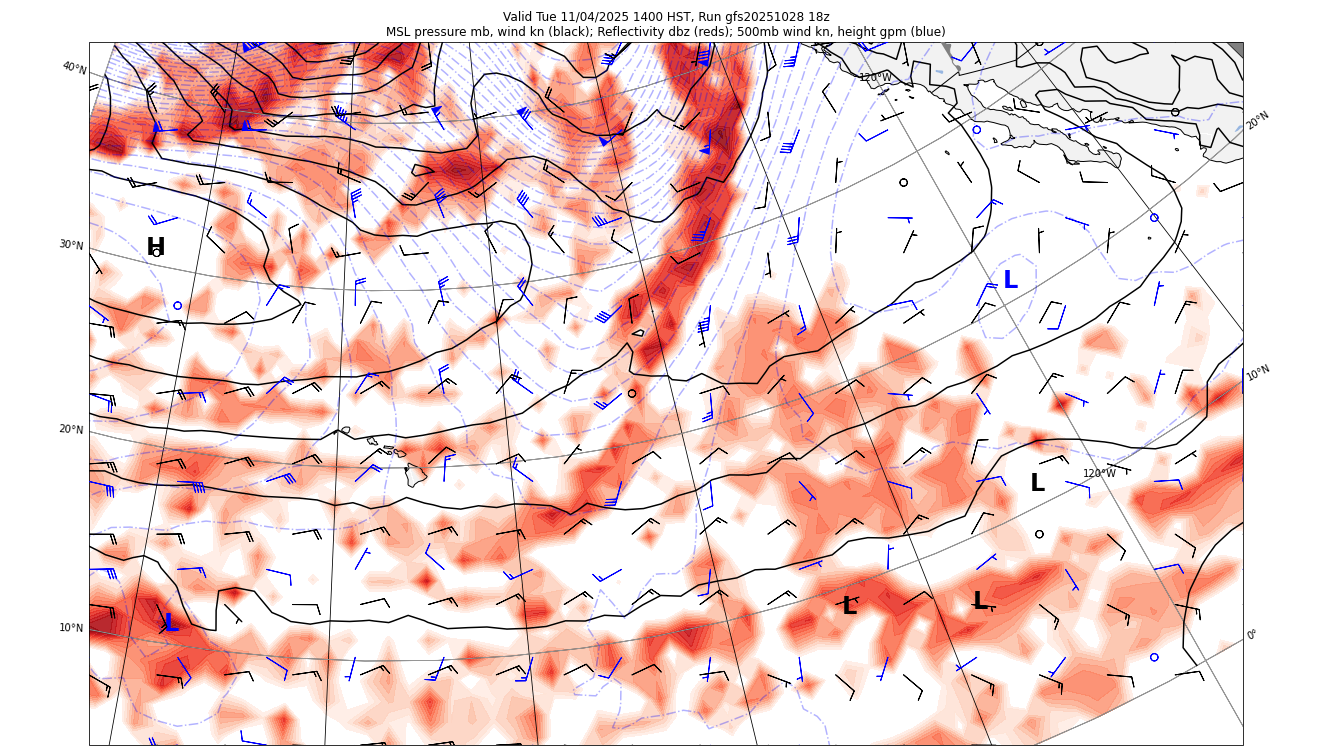 Valid Tue 11/04/2025 1400 HST, Run gfs20251028 18z
MSL pressure mb, wind kn (black); Reflectivity dbz (reds); 500mb wind kn, height gpm (blue)
40°N
120°W
20°N
30°N
H
L
10°N
20°N
120°W
L
L
L
L
10°N
0°